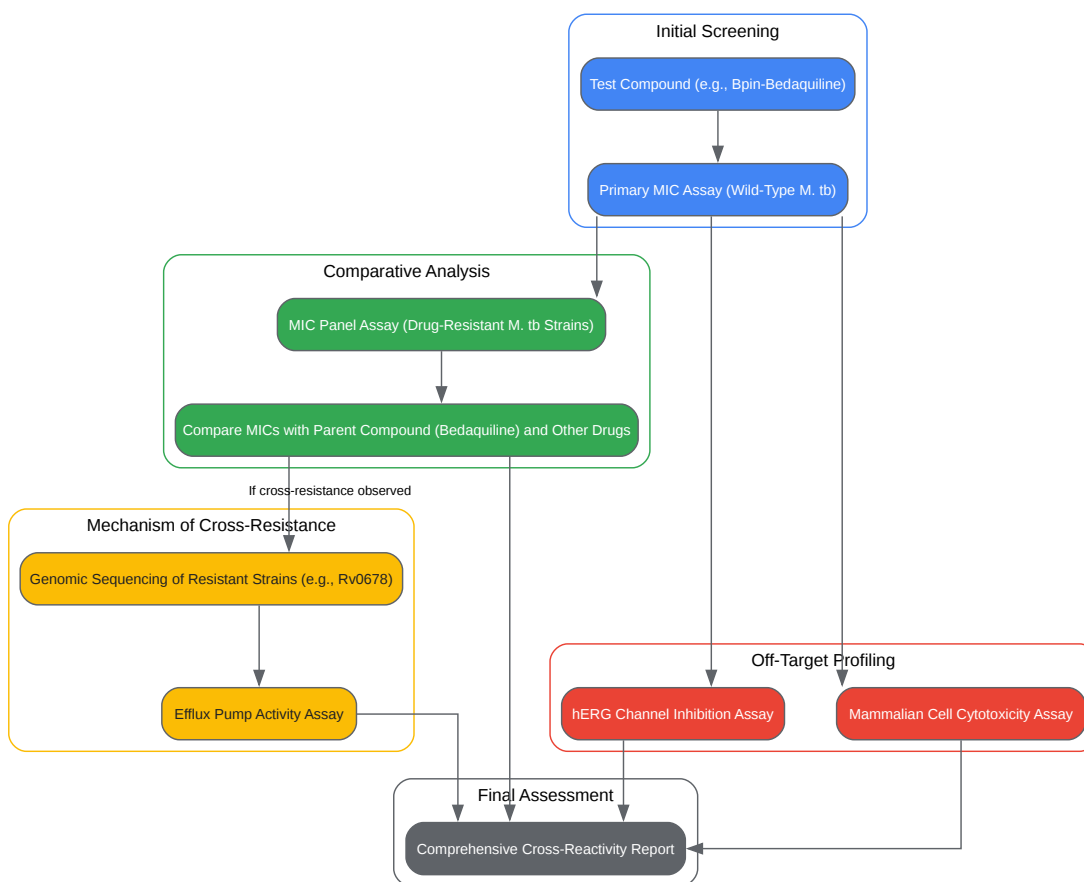 Initial Screening
Test Compound (e.g., Bpin-Bedaquiline)
Primary MIC Assay (Wild-Type M. tb)
Comparative Analysis
MIC Panel Assay (Drug-Resistant M. tb Strains)
Compare MICs with Parent Compound (Bedaquiline) and Other Drugs
If cross-resistance observed
Mechanism of Cross-Resistance
Genomic Sequencing of Resistant Strains (e.g., Rv0678)
Efflux Pump Activity Assay
Off-Target Profiling
hERG Channel Inhibition Assay
Mammalian Cell Cytotoxicity Assay
Final Assessment
Comprehensive Cross-Reactivity Report